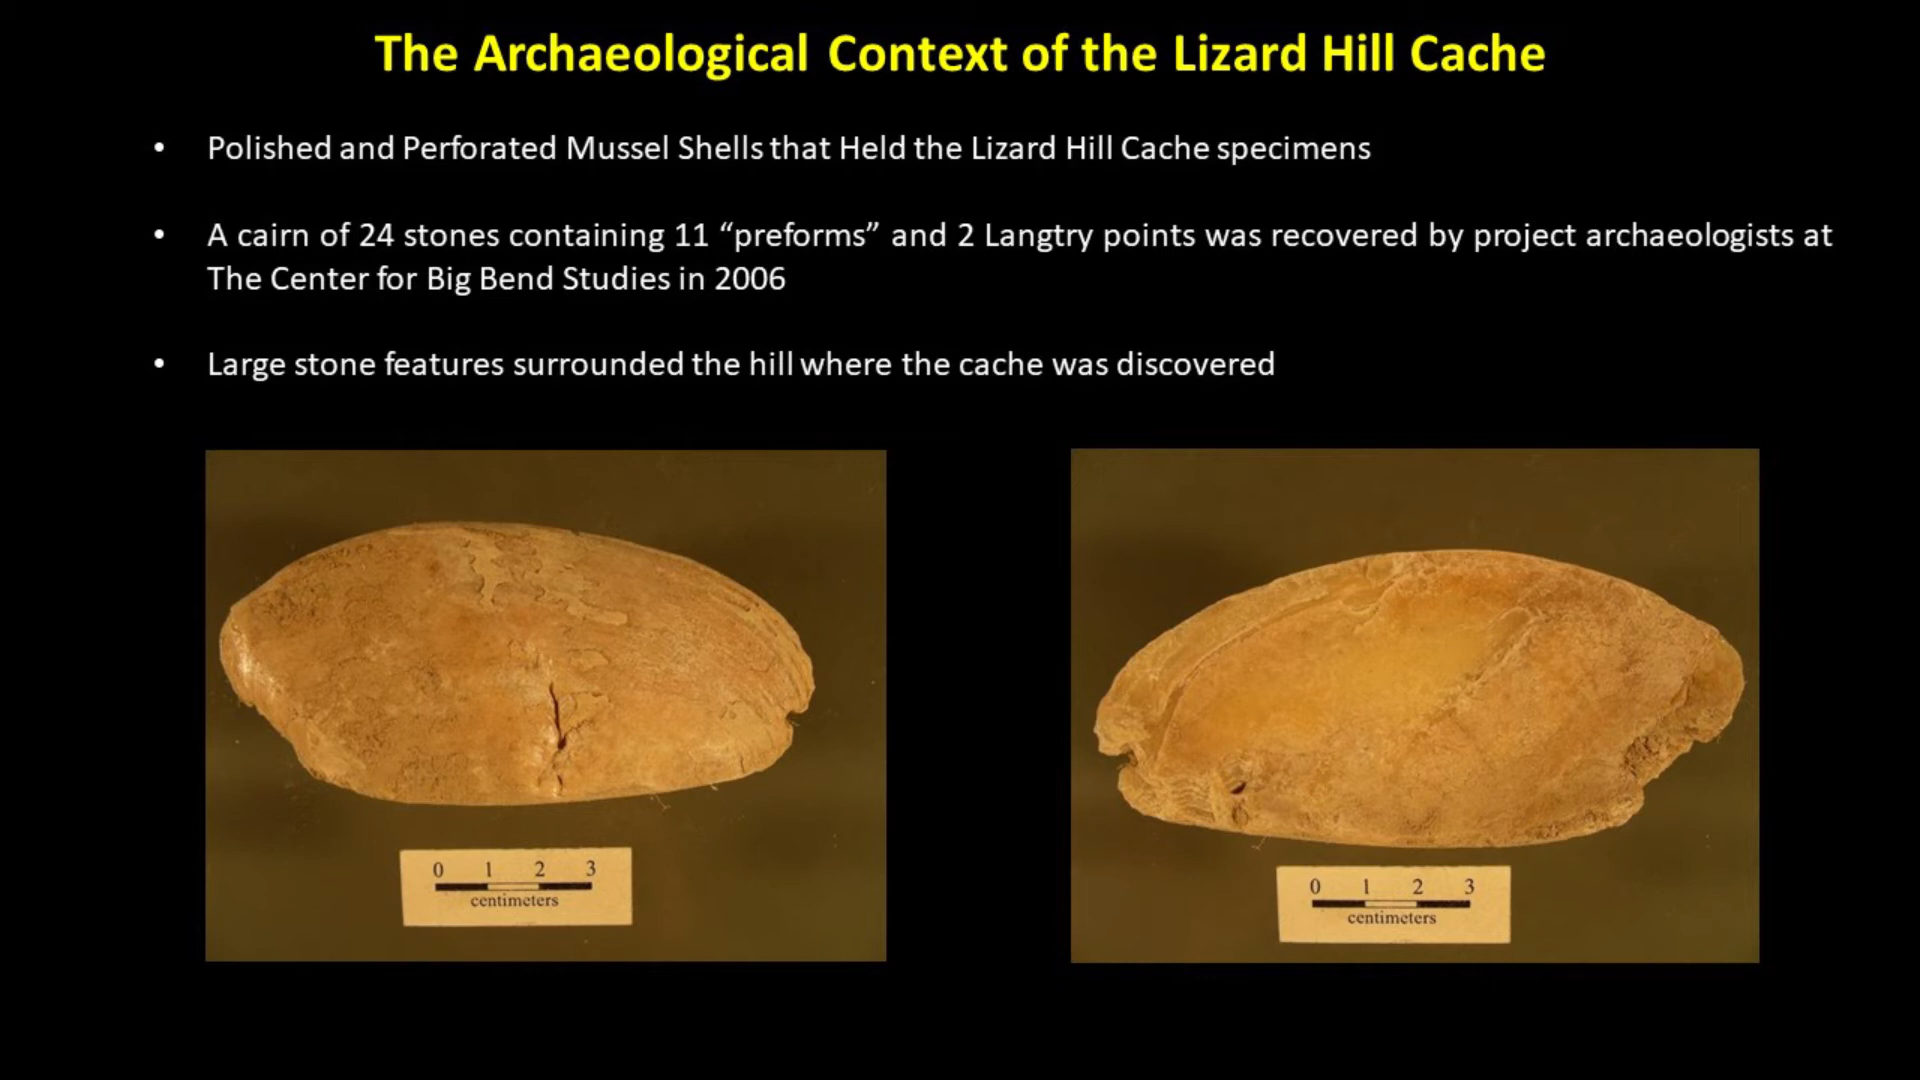 The Archaeological Context of the Lizard Hill Cache
• Polished and Perforated Mussel Shells that Held the Lizard Hill Cache specimens
• A cairn of 24 stones containing 11 “preforms” and 2 Langtry points was recovered by project archaeologists at
The Center for Big Bend Studies in 2006
• Large stone features surrounded the hill where the cache was discovered
0 1 2 3
centimeters
0 1 2 3
centimeters